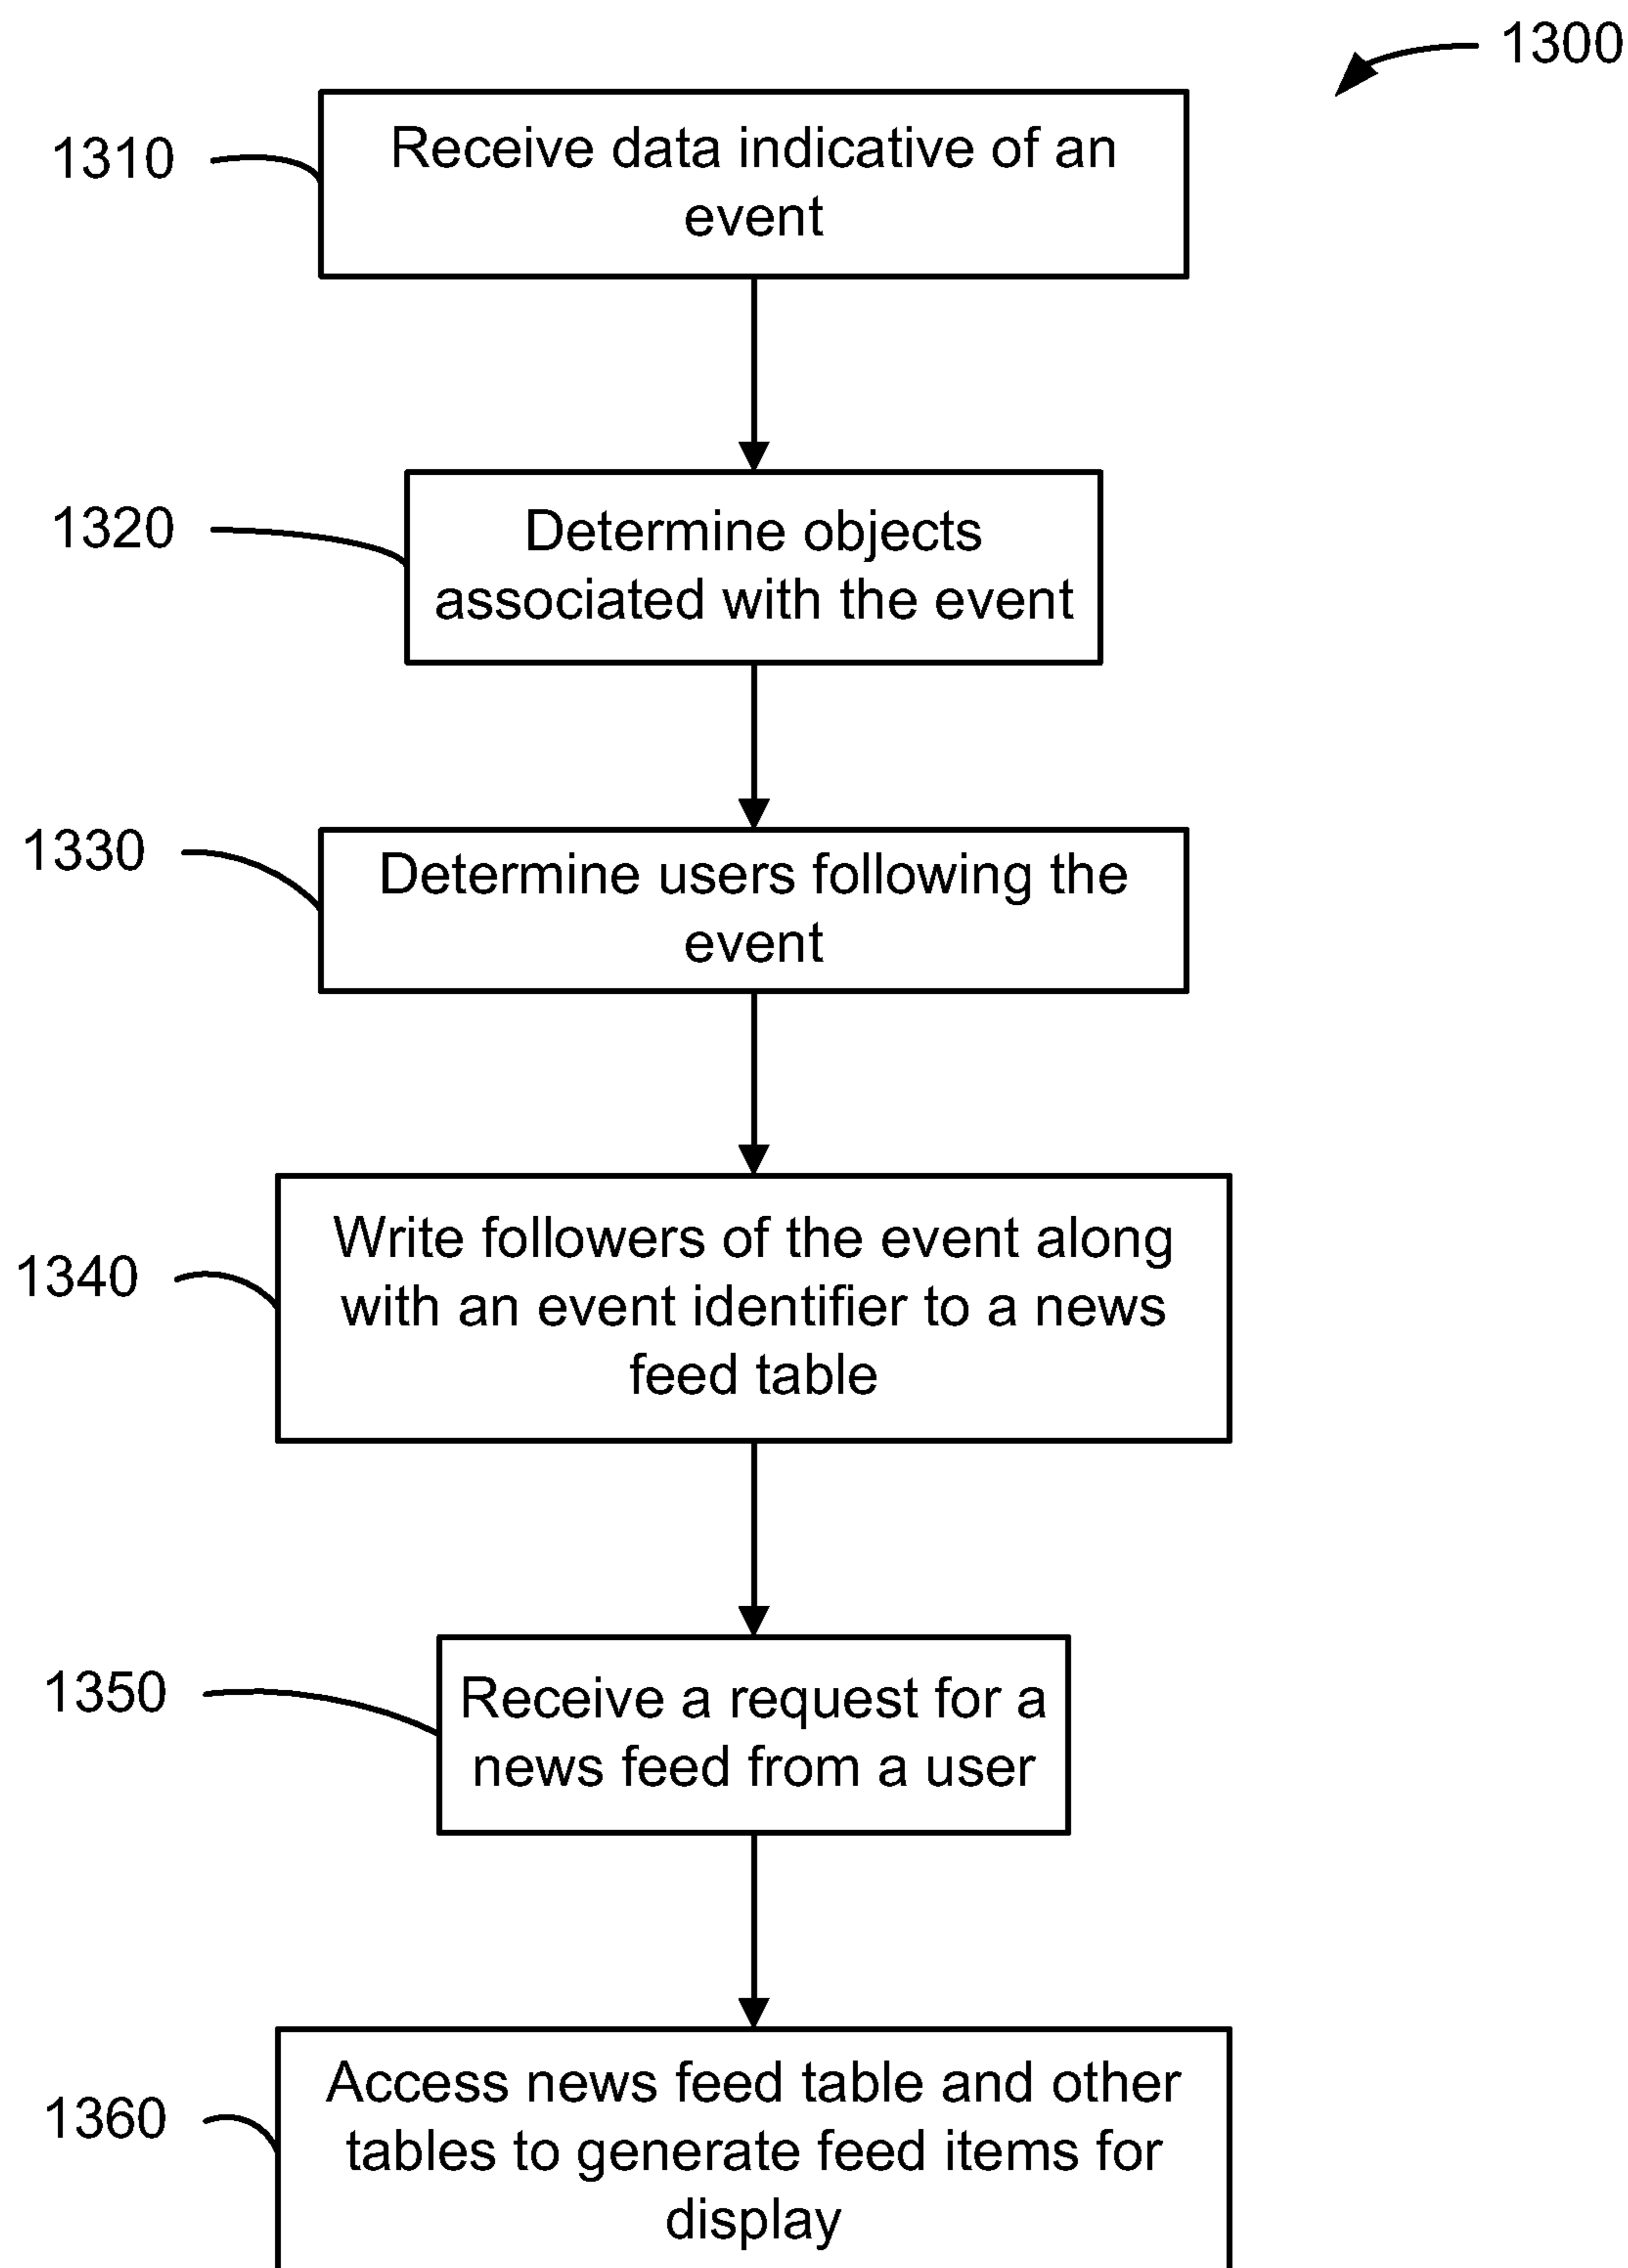 1300
1310
Receive data indicative of an
event
1320
Determine objects
associated with the event
1330
Determine users following the
event
1340
Write followers of the event along
with an event identifier to a news
feed table
1350
Receive a request for a
news feed from a user
1360
Access news feed table and other
tables to generate feed items for
display